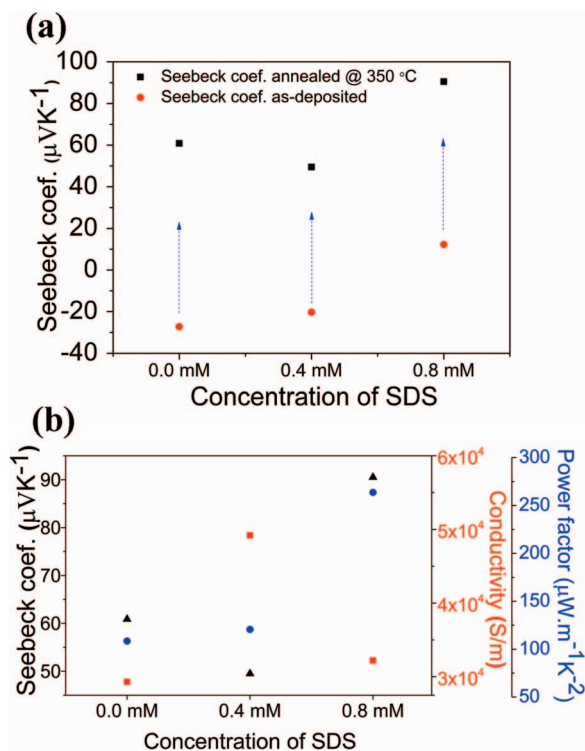 (a)
Seebeck coef. (μVK⁻¹)
100
80
60
40
20
0
-20
-40
Seebeck coef. annealed @ 350 °C
Seebeck coef. as-deposited
0.0 mM 0.4 mM 0.8 mM
Concentration of SDS
(b)
Seebeck coef. (μVK⁻¹)
90
80
70
60
50
6x10⁴
5x10⁴
4x10⁴
3x10⁴
Conductivity (S/m)
300
250
200
150
100
50
Power factor (μW.m⁻¹K⁻²)
0.0 mM 0.4 mM 0.8 mM
Concentration of SDS